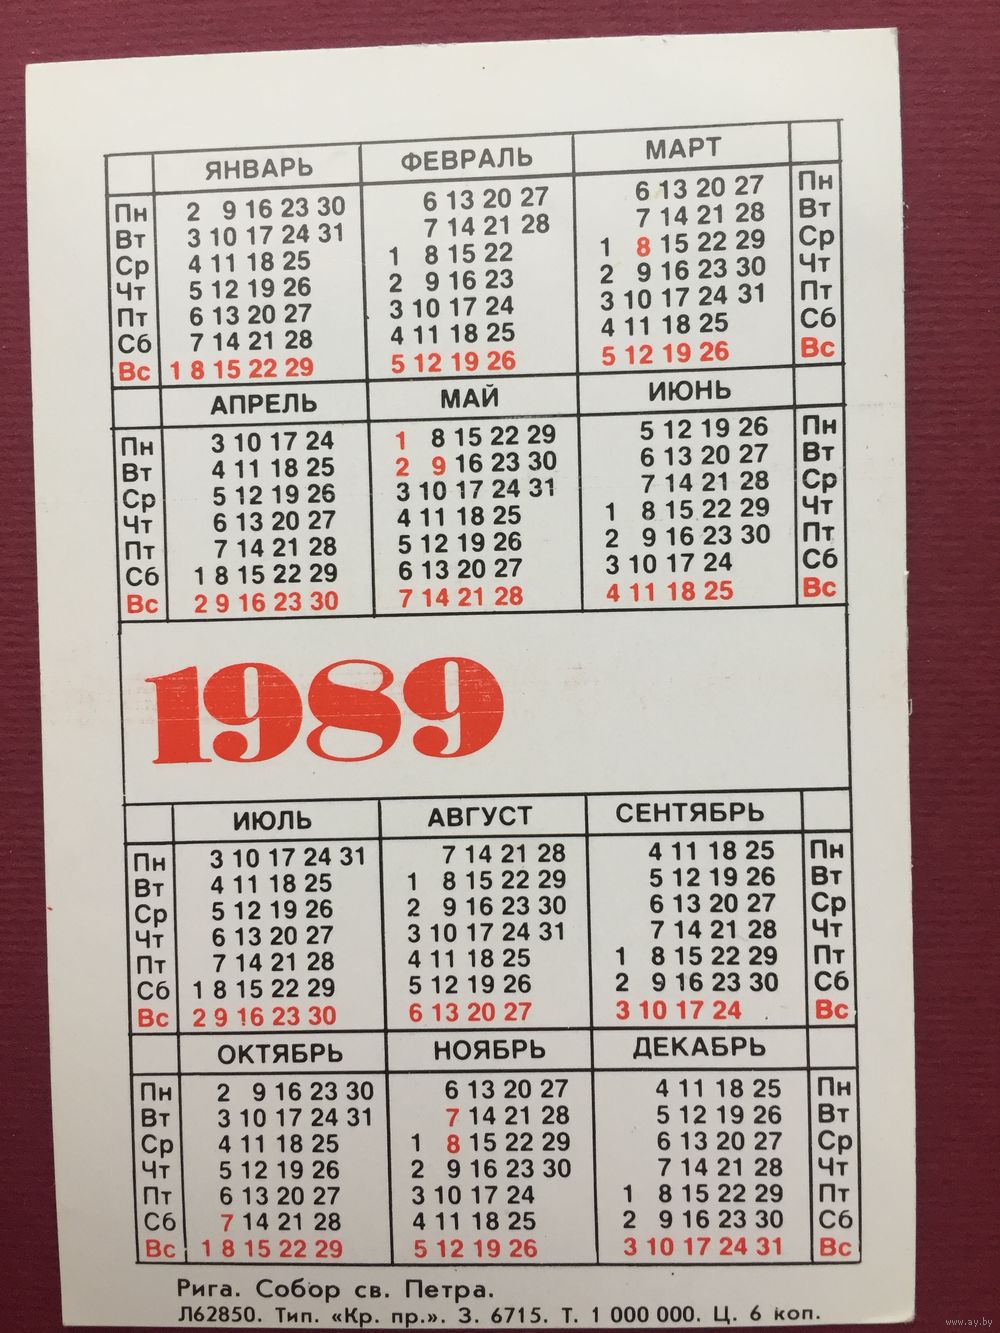 ЯНВАРЬ ФЕВРАЛЬ МАРТ
Пн 2 9 16 23 30 6 13 20 27 6 13 20 27 Пн
Вт 3 10 17 24 31 7 14 21 28 7 14 21 28 Вт
Ср 4 11 18 25 1 8 15 22 1 8 15 22 29 Ср
Чт 5 12 19 26 2 9 16 23 2 9 16 23 30 Чт
Пт 6 13 20 27 3 10 17 24 3 10 17 24 31 Пт
Сб 7 14 21 28 4 11 18 25 4 11 18 25 Сб
Вс 1 8 15 22 29 5 12 19 26 5 12 19 26 Вс
АПРЕЛЬ МАЙ ИЮНЬ
Пн 3 10 17 24 1 8 15 22 29 5 12 19 26 Пн
Вт 4 11 18 25 2 9 16 23 30 6 13 20 27 Вт
Ср 5 12 19 26 3 10 17 24 31 7 14 21 28 Ср
Чт 6 13 20 27 4 11 18 25 1 8 15 22 29 Чт
Пт 7 14 21 28 5 12 19 26 2 9 16 23 30 Пт
Сб 1 8 15 22 29 6 13 20 27 3 10 17 24 Сб
Вс 2 9 16 23 30 7 14 21 28 4 11 18 25 Вс
1989
ИЮЛЬ АВГУСТ СЕНТЯБРЬ
Пн 3 10 17 24 31 7 14 21 28 4 11 18 25 Пн
Вт 4 11 18 25 1 8 15 22 29 5 12 19 26 Вт
Ср 5 12 19 26 2 9 16 23 30 6 13 20 27 Ср
Чт 6 13 20 27 3 10 17 24 31 7 14 21 28 Чт
Пт 7 14 21 28 4 11 18 25 1 8 15 22 29 Пт
Сб 1 8 15 22 29 5 12 19 26 2 9 16 23 30 Сб
Вс 2 9 16 23 30 6 13 20 27 3 10 17 24 Вс
ОКТЯБРЬ НОЯБРЬ ДЕКАБРЬ
Пн 2 9 16 23 30 6 13 20 27 4 11 18 25 Пн
Вт 3 10 17 24 31 7 14 21 28 5 12 19 26 Вт
Ср 4 11 18 25 1 8 15 22 29 6 13 20 27 Ср
Чт 5 12 19 26 2 9 16 23 30 7 14 21 28 Чт
Пт 6 13 20 27 3 10 17 24 1 8 15 22 29 Пт
Сб 7 14 21 28 4 11 18 25 2 9 16 23 30 Сб
Вс 1 8 15 22 29 5 12 19 26 3 10 17 24 31 Вс
Рига. Собор св. Петра.
Л62850. Тип. «Кр. пр.». З. 6715. Т. 1 000 000. Ц. 6 коп.
www.ay.by